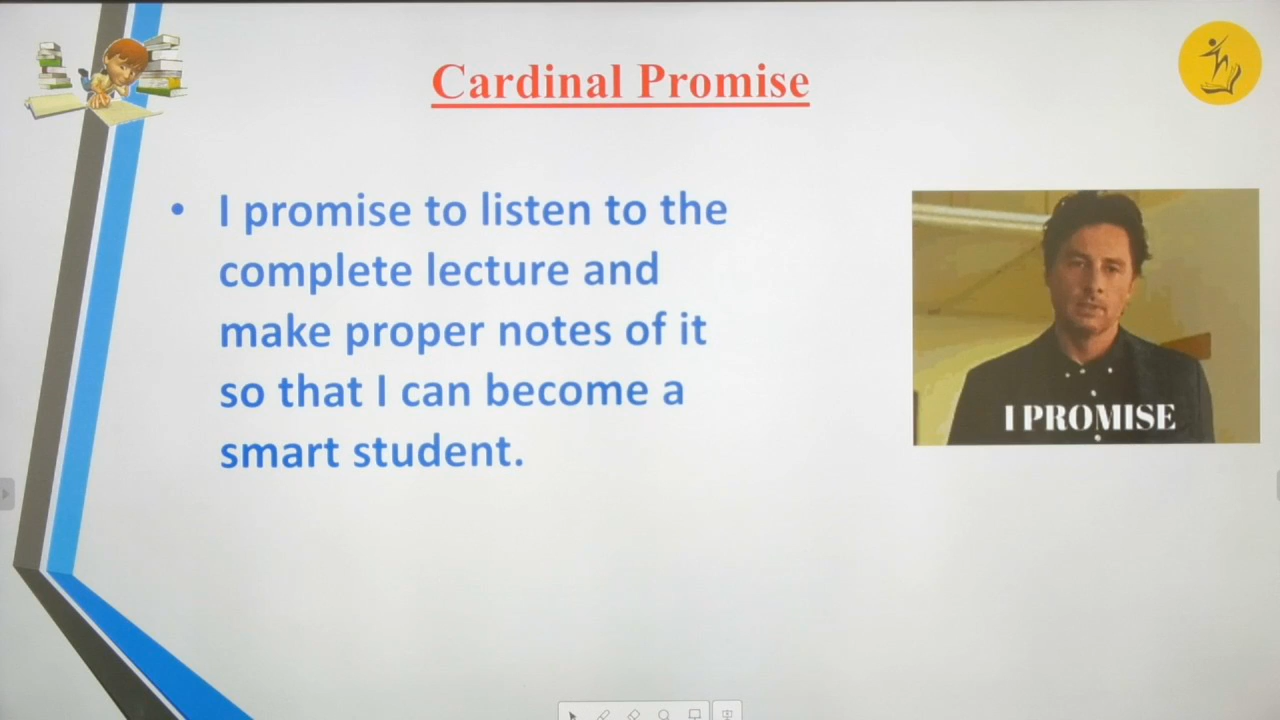 Cardinal Promise
• I promise to listen to the
complete lecture and
make proper notes of it
so that I can become a
smart student.
I PROMISE